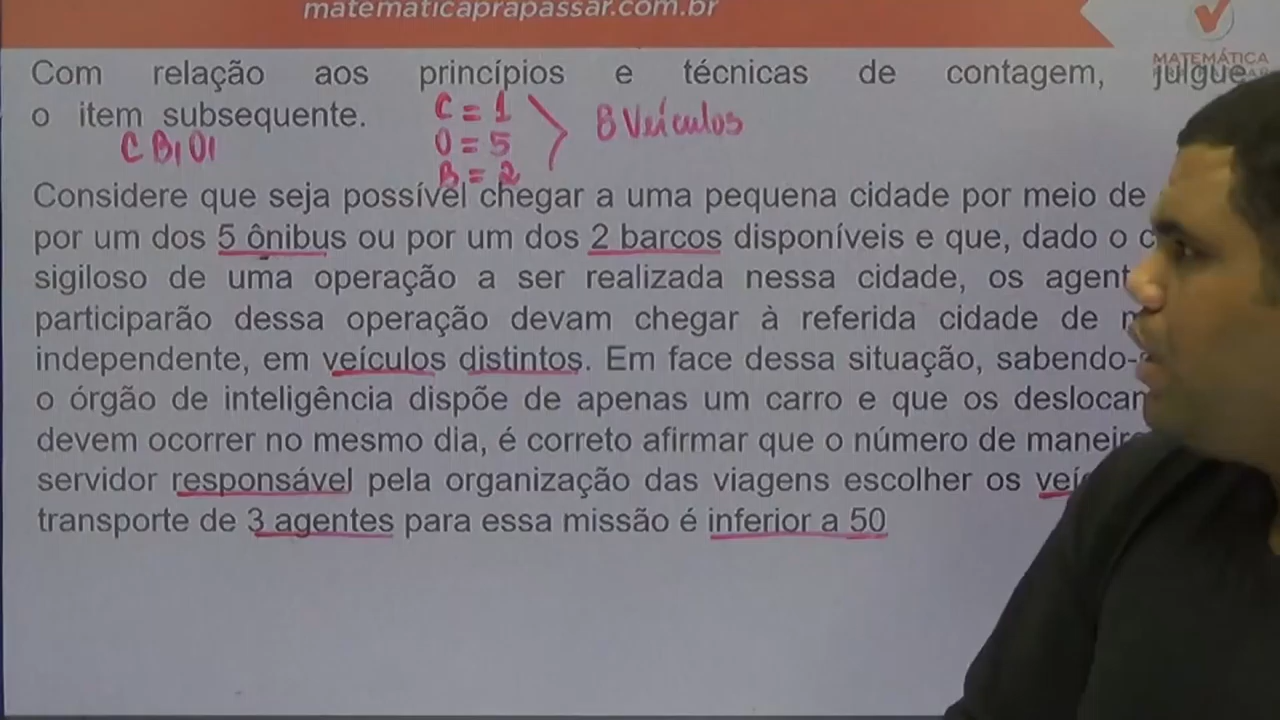 matematicaprapassar.com.br
MATEMÁTICA
Com relação aos princípios e técnicas de contagem, julgue
o item subsequente.
C = 1
O = 5
B = 2
8 Veículos
C B1 O1
Considere que seja possível chegar a uma pequena cidade por meio de
por um dos 5 ônibus ou por um dos 2 barcos disponíveis e que, dado o
sigiloso de uma operação a ser realizada nessa cidade, os
participarão dessa operação devam chegar à referida cidade de
independente, em veículos distintos. Em face dessa situação,
o órgão de inteligência dispõe de apenas um carro e que os
devem ocorrer no mesmo dia, é correto afirmar que o número de
servidor responsável pela organização das viagens escolher os
transporte de 3 agentes para essa missão é inferior a 50